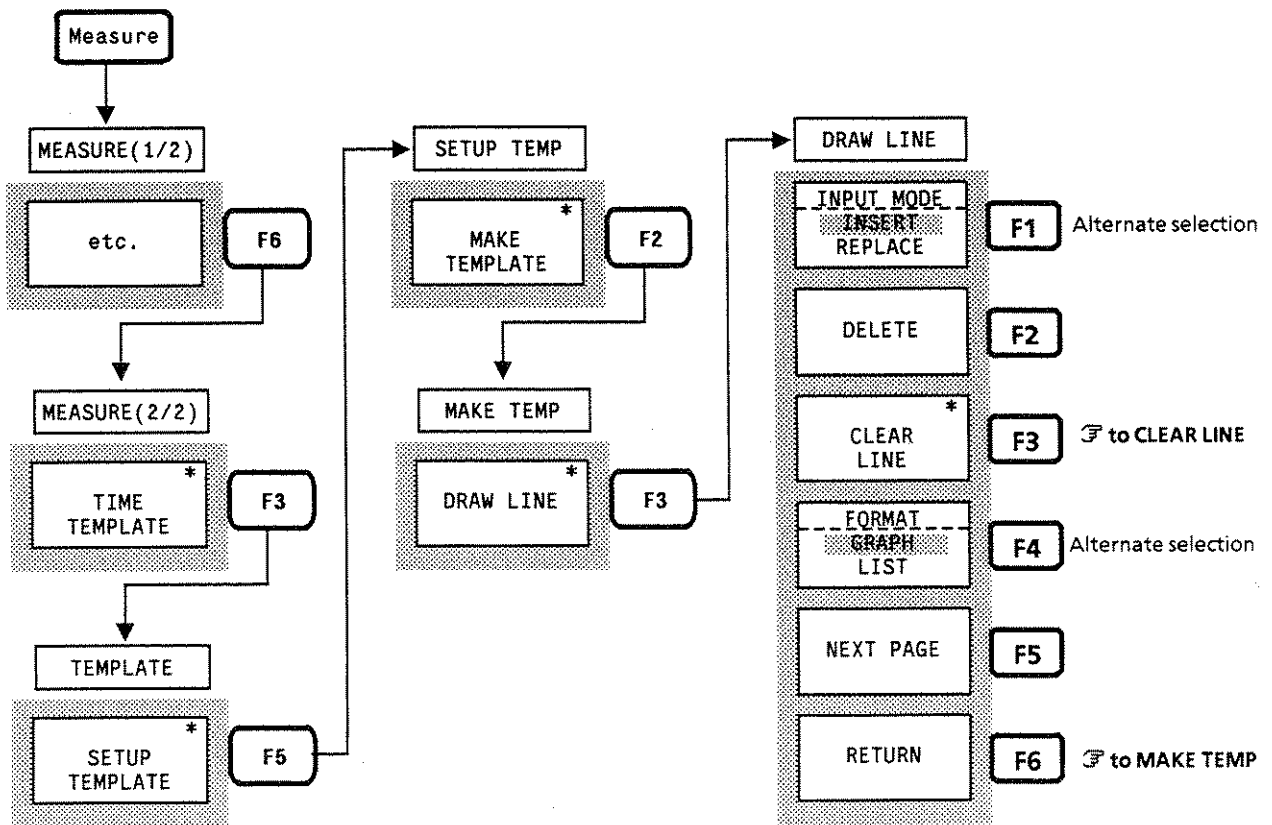 Measure
MEASURE(1/2)
etc.
F6
MEASURE(2/2)
*
TIME
TEMPLATE
F3
TEMPLATE
*
SETUP
TEMPLATE
F5
SETUP TEMP
*
MAKE
TEMPLATE
F2
MAKE TEMP
*
DRAW LINE
F3
DRAW LINE
INPUT MODE
INSERT
REPLACE
F1 Alternate selection
DELETE
F2
*
CLEAR
LINE
F3 ☞ to CLEAR LINE
FORMAT
GRAPH
LIST
F4 Alternate selection
NEXT PAGE
F5
RETURN
F6 ☞ to MAKE TEMP